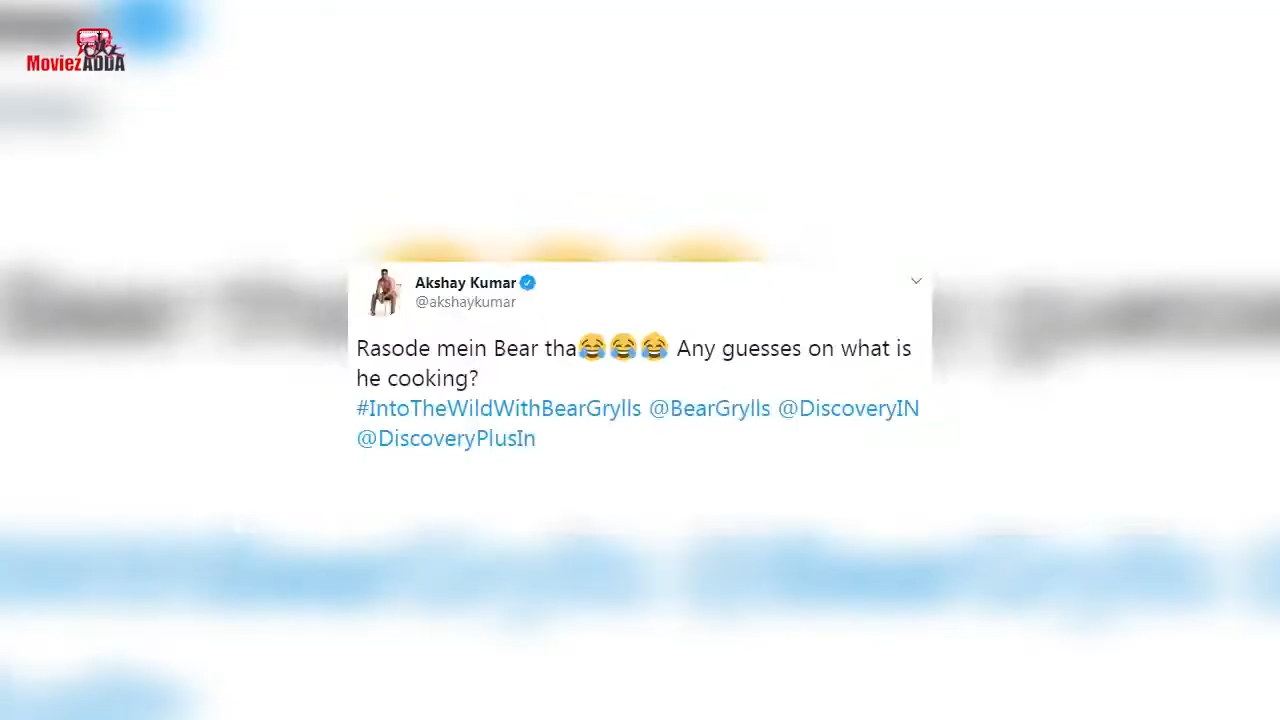 MoviezADDA
Akshay Kumar
@akshaykumar
Rasode mein Bear tha😂😂😂 Any guesses on what is
he cooking?
#IntoTheWildWithBearGrylls @BearGrylls @DiscoveryIN
@DiscoveryPlusIn